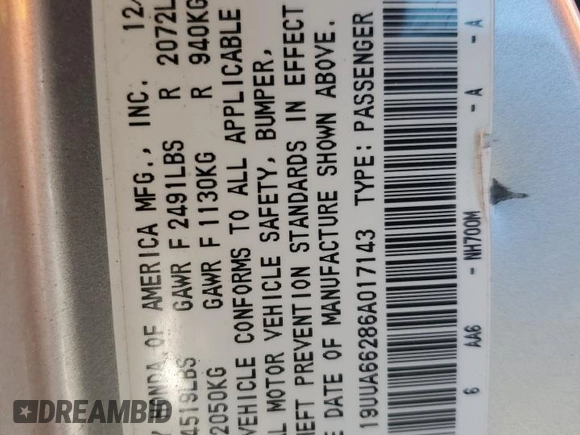 HONDA OF AMERICA MFG., INC. 12/
4519LBS GAWR F 2491LBS R 2072L
2050KG GAWR F 1130KG R 940KG
VEHICLE CONFORMS TO ALL APPLICABLE
MOTOR VEHICLE SAFETY, BUMPER,
PREVENTION STANDARDS IN EFFECT
DATE OF MANUFACTURE SHOWN ABOVE.
19UUA66286A017143 TYPE: PASSENGER
6 AA6 - NH700M - A - A
DREAMBID